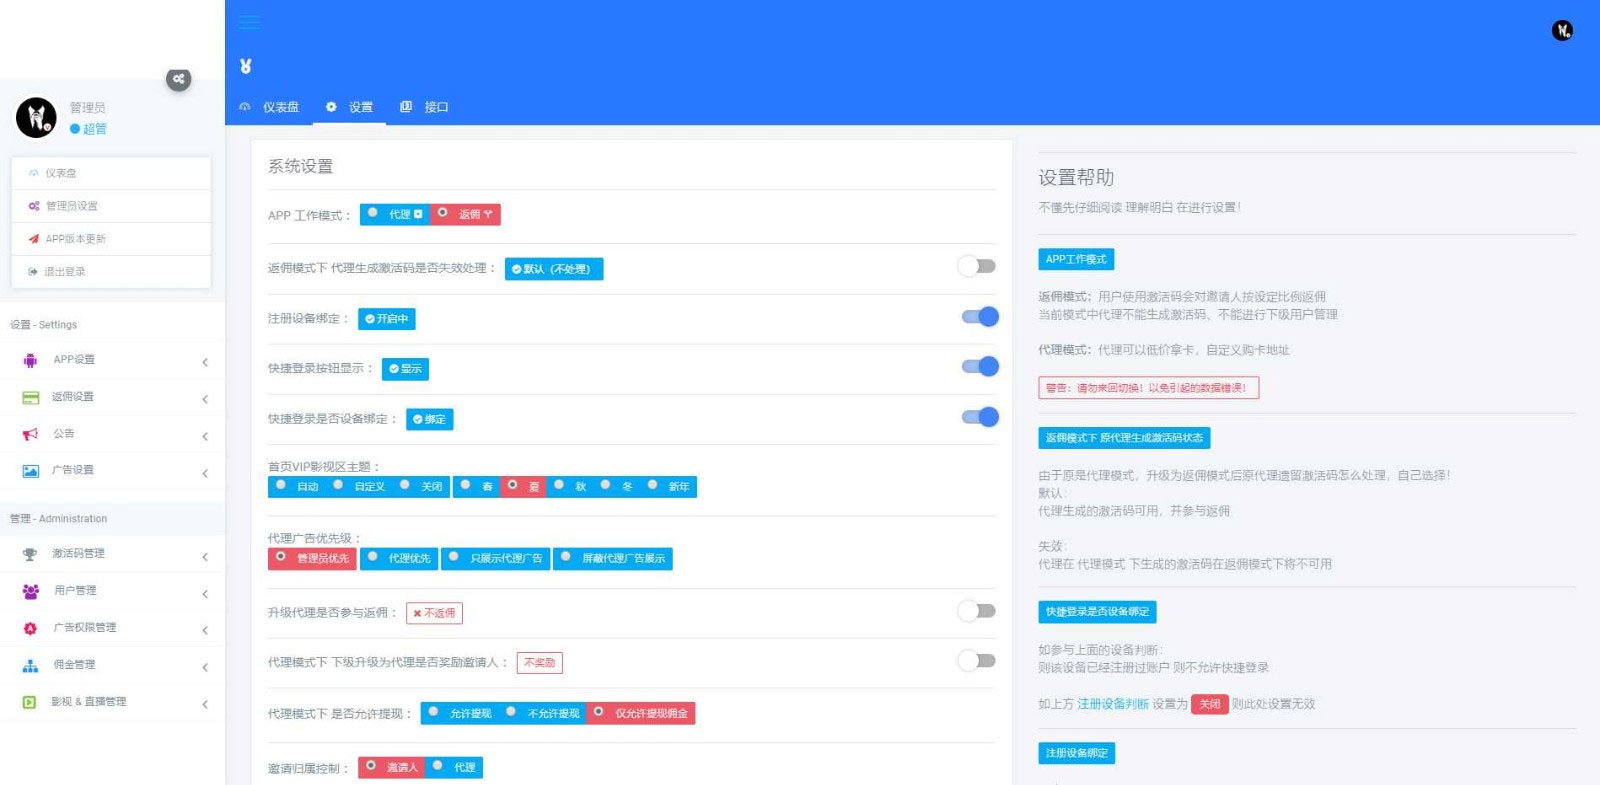 管理员
超管
仪表盘
管理员设置
APP版本更新
退出登录
设置 - Settings
APP设置
返佣设置
公告
广告设置
管理 - Administration
激活码管理
用户管理
广告权限管理
佣金管理
影视 & 直播管理
仪表盘 设置 接口
系统设置
APP 工作模式： 代理 返佣
返佣模式下 代理生成激活码是否失效处理： 默认（不处理）
注册设备绑定： 开启中
快捷登录按钮显示： 显示
快捷登录是否设备绑定： 绑定
首页VIP影视区主题：
自动 自定义 关闭 春 夏 秋 冬 新年
代理广告优先级：
管理员优先 代理优先 只展示代理广告 屏蔽代理广告展示
升级代理是否参与返佣： 不返佣
代理模式下 下级升级为代理是否奖励邀请人： 不奖励
代理模式下 是否允许提现： 允许提现 不允许提现 仅允许提现佣金
邀请归属控制： 邀请人 代理
设置帮助
不懂先仔细阅读 理解明白 在进行设置！
APP工作模式
返佣模式：用户使用激活码会对邀请人按设定比例返佣
当前模式中代理不能生成激活码、不能进行下级用户管理
代理模式：代理可以低价拿卡，自定义购卡地址
警告：请勿来回切换！以免引起的数据错误！
返佣模式下 原代理生成激活码状态
由于原是代理模式，升级为返佣模式后原代理遗留激活码怎么处理，自己选择！
默认：
代理生成的激活码可用，并参与返佣
失效：
代理在 代理模式 下生成的激活码在返佣模式下将不可用
快捷登录是否设备绑定
如参与上面的设备判断：
则该设备已经注册过账户 则不允许快捷登录
如上方 注册设备判断 设置为 关闭 则此处设置无效
注册设备绑定